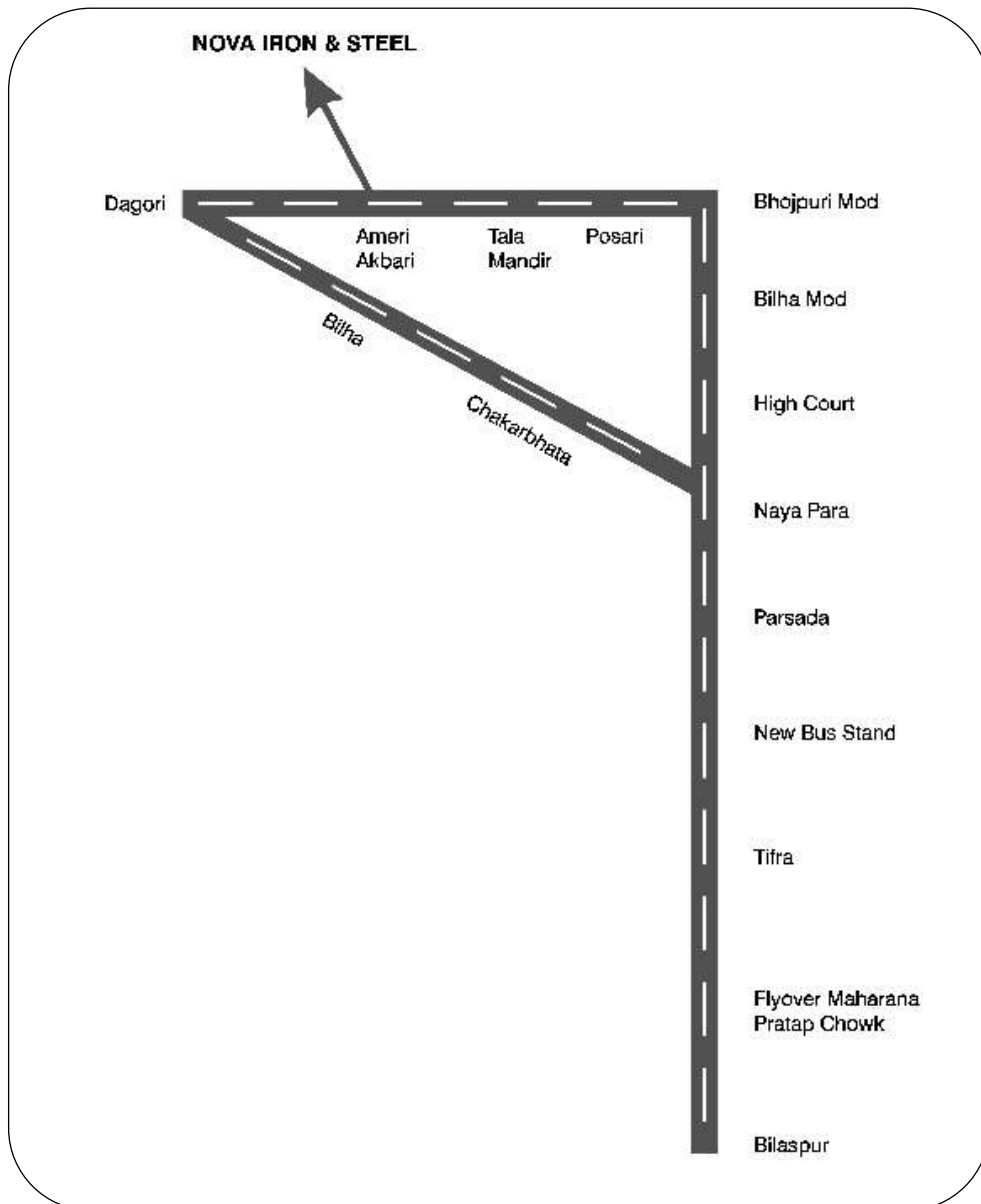 NOVA IRON & STEEL
Dagori
Bhojpuri Mod
Ameri
Akbari
Tala
Mandir
Posari
Bilha Mod
Bilha
High Court
Chakarbhata
Naya Para
Parsada
New Bus Stand
Tifra
Flyover Maharana
Pratap Chowk
Bilaspur